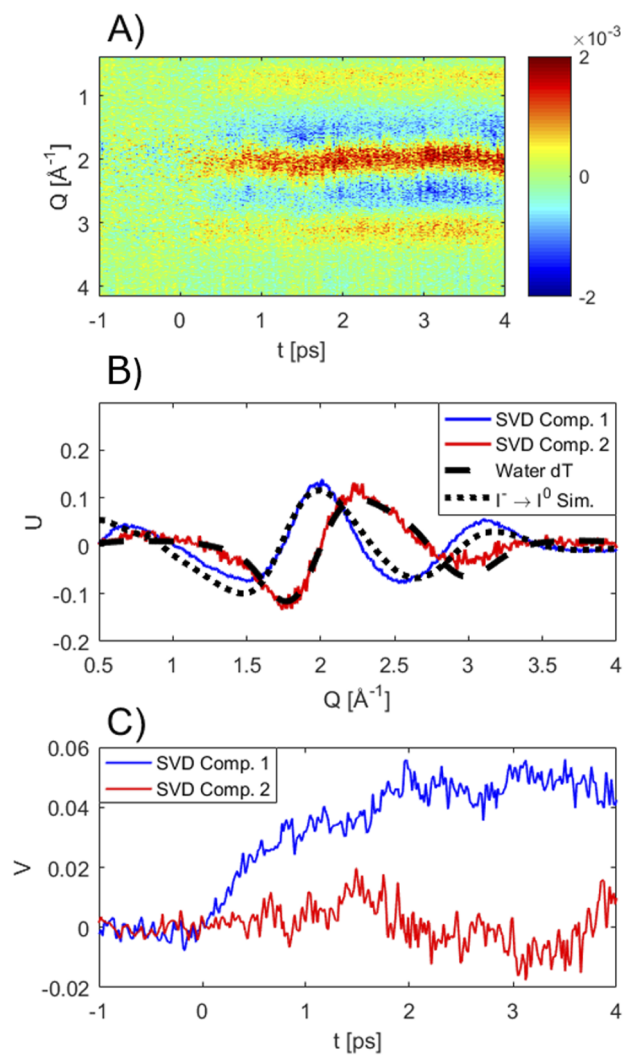 A)
×10⁻³
2
0
-2
1
2
3
4
Q [Å⁻¹]
-1 0 1 2 3 4
t [ps]
B)
SVD Comp. 1
SVD Comp. 2
Water dT
I⁻ → I⁰ Sim.
0.2
0.1
0
-0.1
-0.2
U
0.5 1 1.5 2 2.5 3 3.5 4
Q [Å⁻¹]
C)
SVD Comp. 1
SVD Comp. 2
0.06
0.04
0.02
0
-0.02
V
-1 0 1 2 3 4
t [ps]